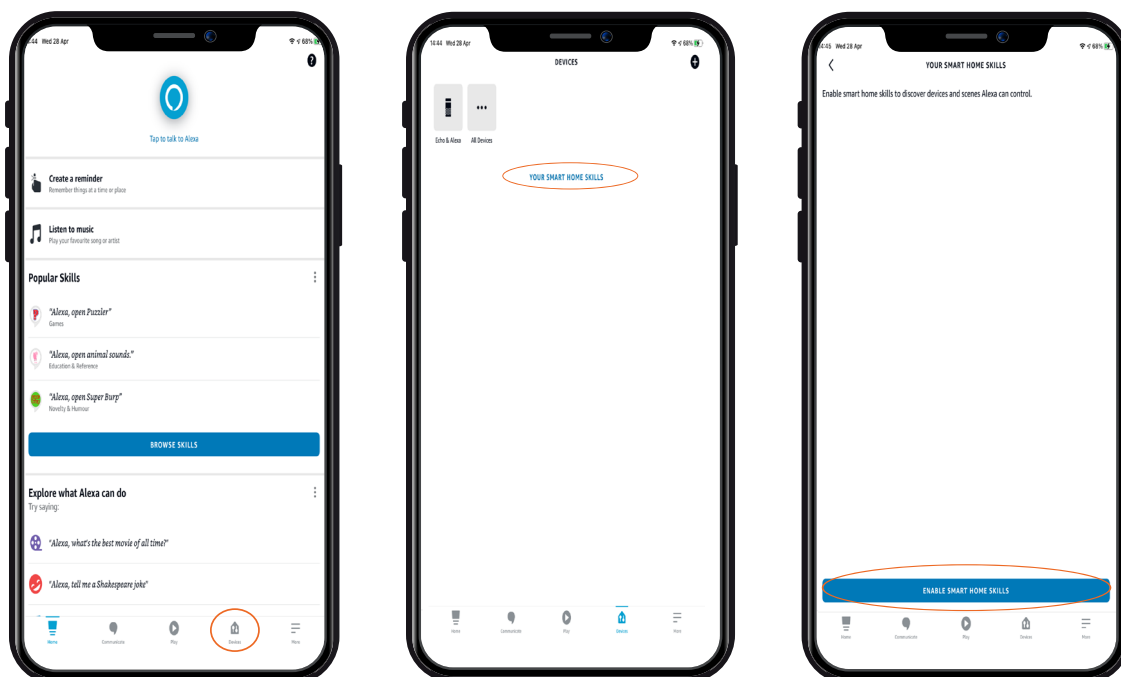 :44 Wed 28 Apr
68%
Tap to talk to Alexa
Create a reminder
Remember things at a time or place
Listen to music
Play your favourite song or artist
Popular Skills
"Alexa, open Puzzler"
Games
"Alexa, open animal sounds."
Education & Reference
"Alexa, open Super Burp"
Novelty & Humour
BROWSE SKILLS
Explore what Alexa can do
Try saying:
"Alexa, what's the best movie of all time?"
"Alexa, tell me a Shakespeare joke"
Home
Communicate
Play
Devices
More
14:44 Wed 28 Apr
68%
DEVICES
Echo & Alexa
All Devices
YOUR SMART HOME SKILLS
Home
Communicate
Play
Devices
More
4:45 Wed 28 Apr
68%
YOUR SMART HOME SKILLS
Enable smart home skills to discover devices and scenes Alexa can control.
ENABLE SMART HOME SKILLS
Home
Communicate
Play
Devices
More